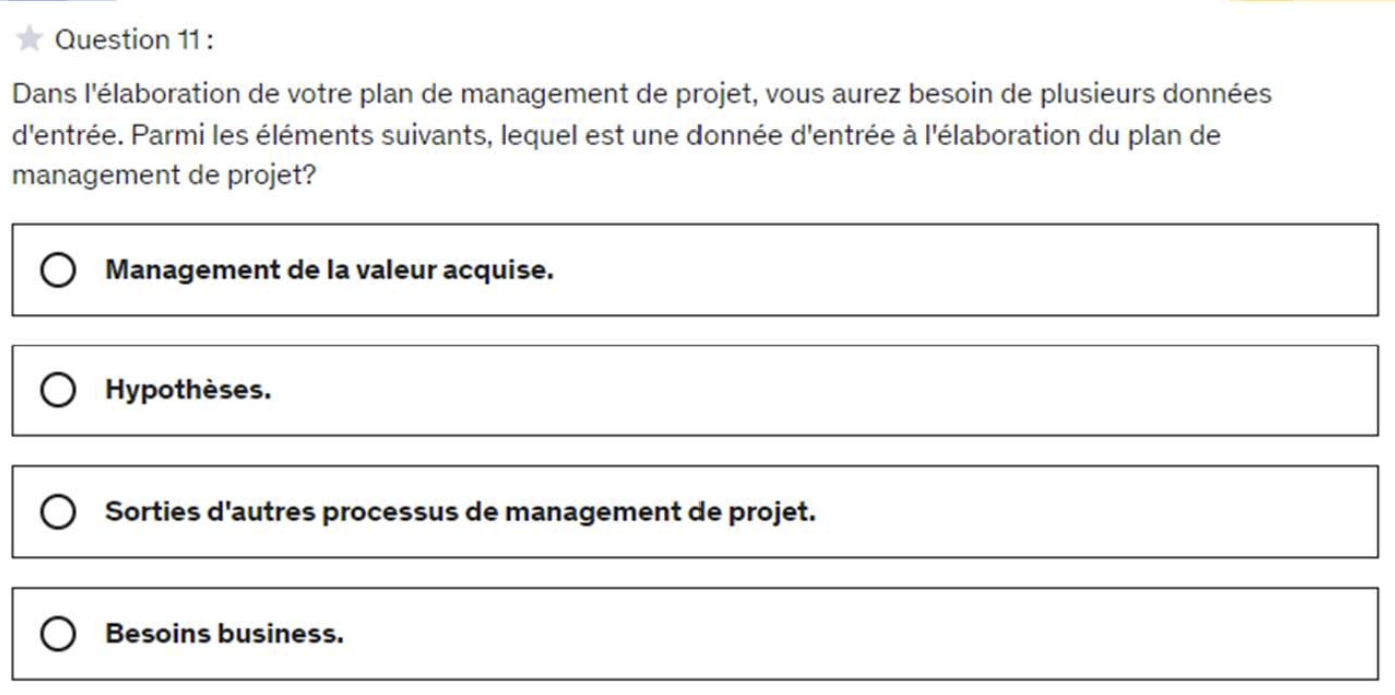 Question 11 :
Dans l'élaboration de votre plan de management de projet, vous aurez besoin de plusieurs données
d'entrée. Parmi les éléments suivants, lequel est une donnée d'entrée à l'élaboration du plan de
management de projet?
Management de la valeur acquise.
Hypothèses.
Sorties d'autres processus de management de projet.
Besoins business.